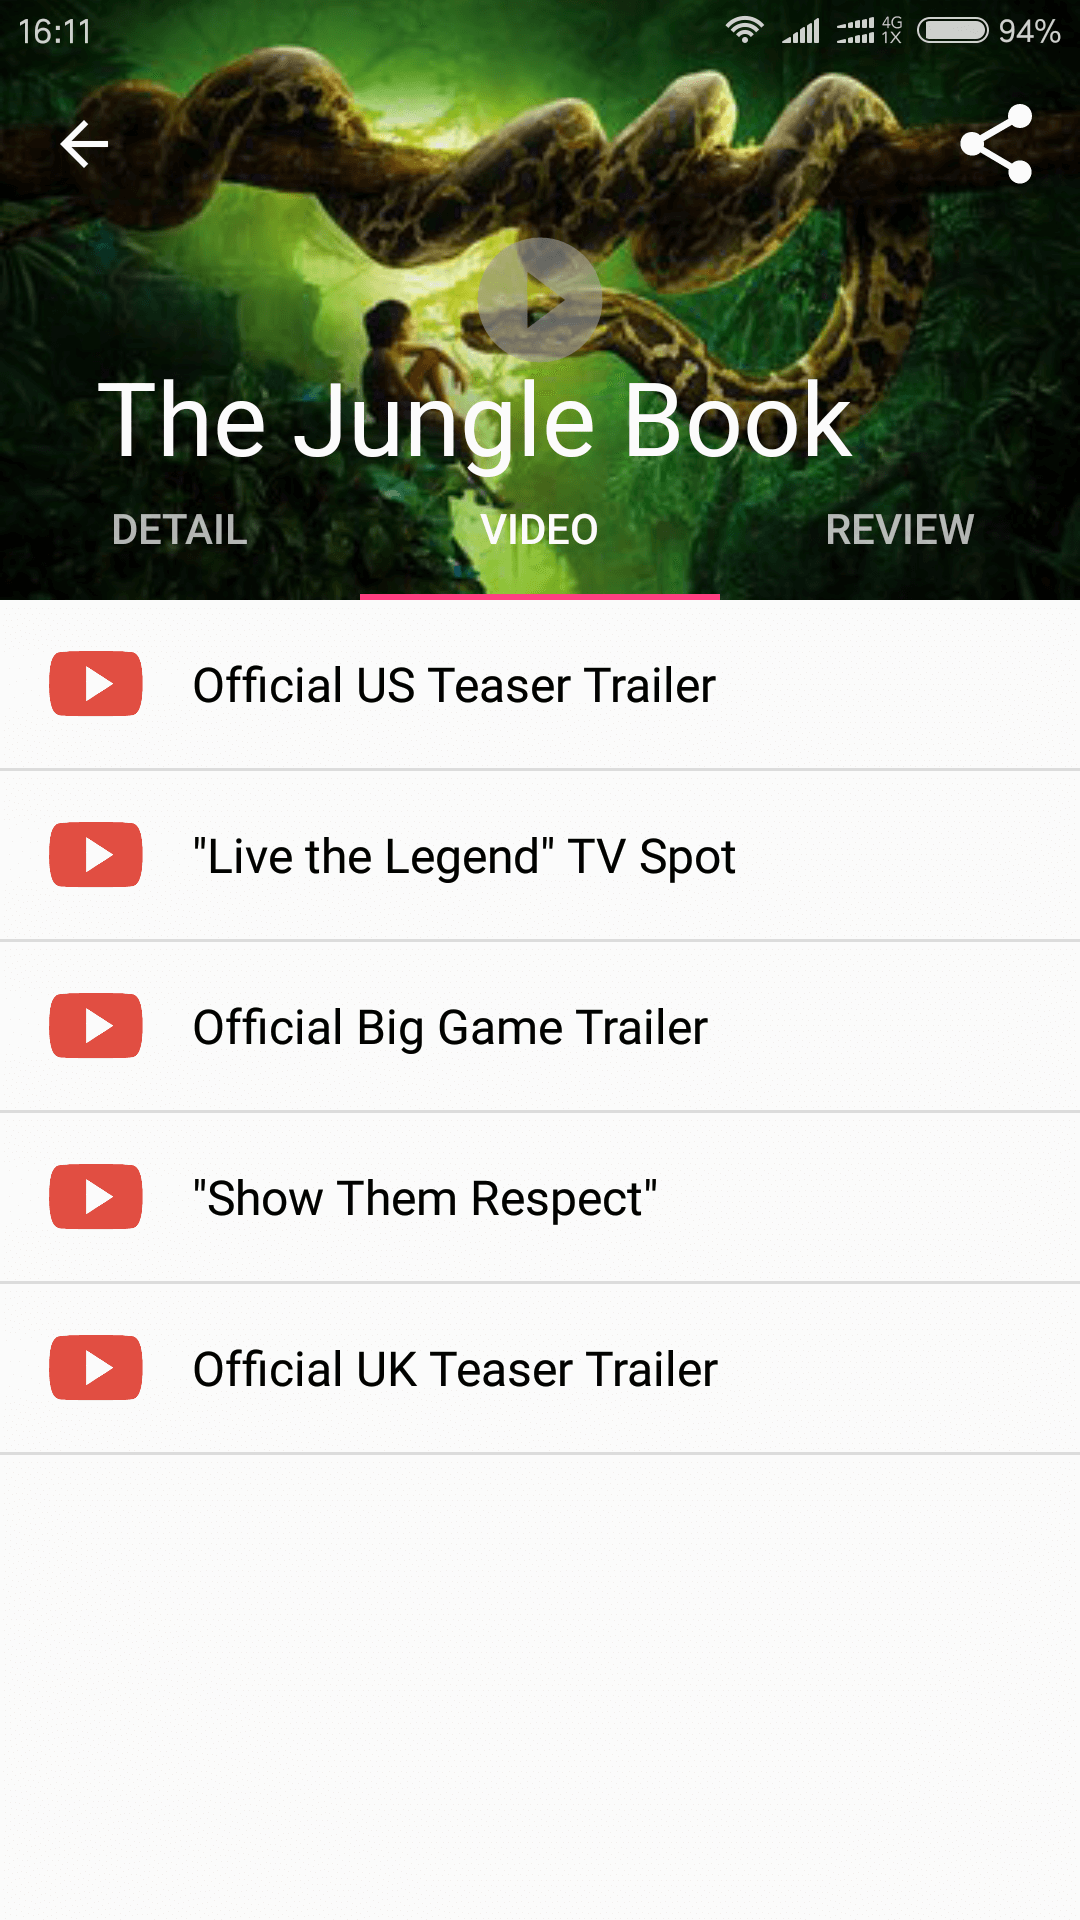 16:11
4G
1X
94%
The Jungle Book
DETAIL
VIDEO
REVIEW
Official US Teaser Trailer
"Live the Legend" TV Spot
Official Big Game Trailer
"Show Them Respect"
Official UK Teaser Trailer